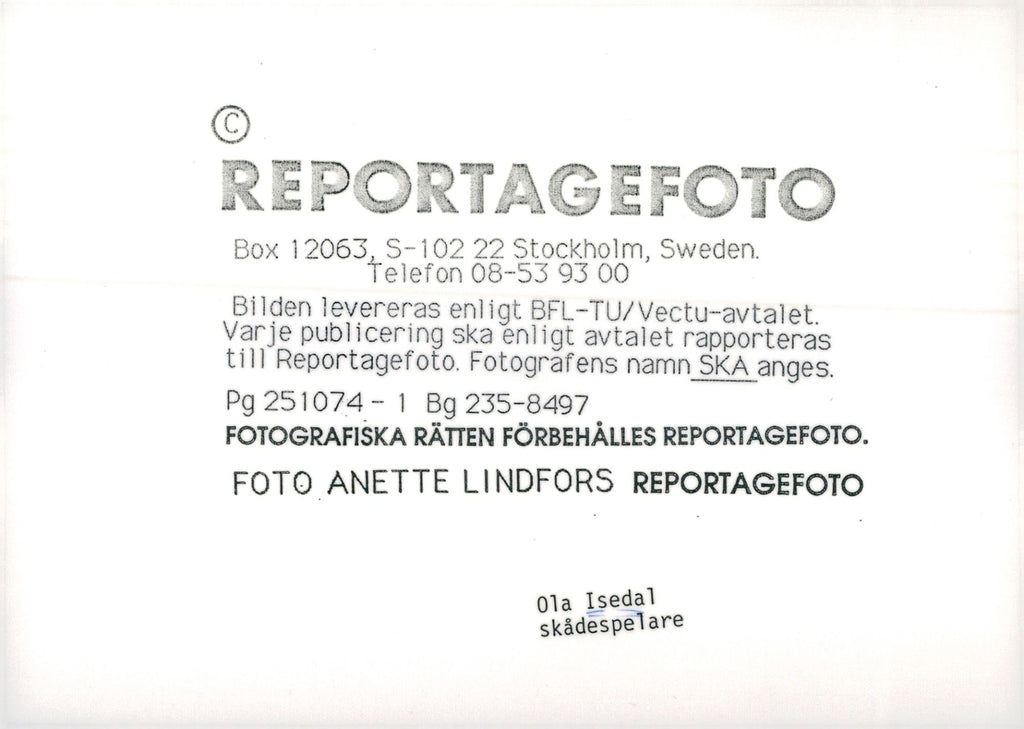 ©
REPORTAGEFOTO
Box 12063, S-102 22 Stockholm, Sweden.
Telefon 08-53 93 00
Bilden levereras enligt BFL-TU/Vectu-avtalet.
Varje publicering ska enligt avtalet rapporteras
till Reportagefoto. Fotografens namn SKA anges.
Pg 251074 - 1 Bg 235-8497
FOTOGRAFISKA RÄTTEN FÖRBEHÅLLES REPORTAGEFOTO.
FOTO ANETTE LINDFORS REPORTAGEFOTO
Ola Isedal
skådespelare